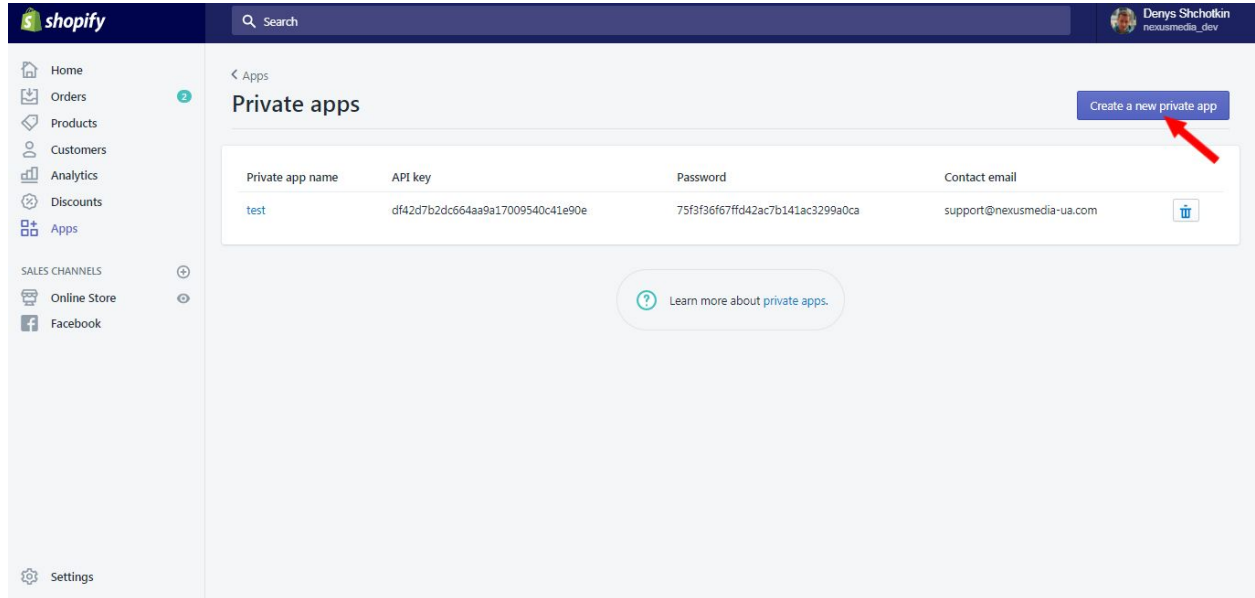 shopify
Search
Denys Shchotkin
nexusmedia_dev
Home
Orders 2
Products
Customers
Analytics
Discounts
Apps
SALES CHANNELS
Online Store
Facebook
Settings
Apps
Private apps
Create a new private app
Private app name API key Password Contact email
test df42d7b2dc664aa9a17009540c41e90e 75f3f36f67ffd42ac7b141ac3299a0ca support@nexusmedia-ua.com
? Learn more about private apps.